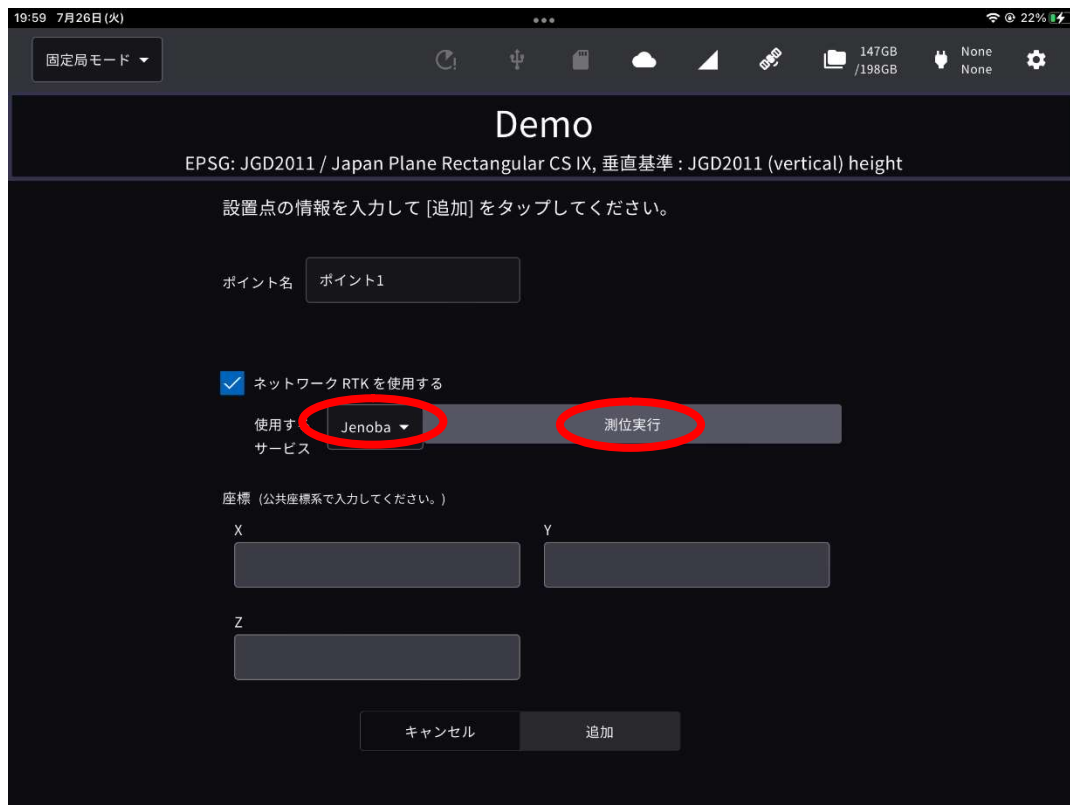 19:59 7月26日(火)
22%
固定局モード
147GB
/198GB
None
None
Demo
EPSG: JGD2011 / Japan Plane Rectangular CS IX, 垂直基準 : JGD2011 (vertical) height
設置点の情報を入力して [追加] をタップしてください。
ポイント名 ポイント1
ネットワーク RTK を使用する
使用す
サービス
Jenoba
測位実行
座標 (公共座標系で入力してください。)
X Y
Z
キャンセル 追加